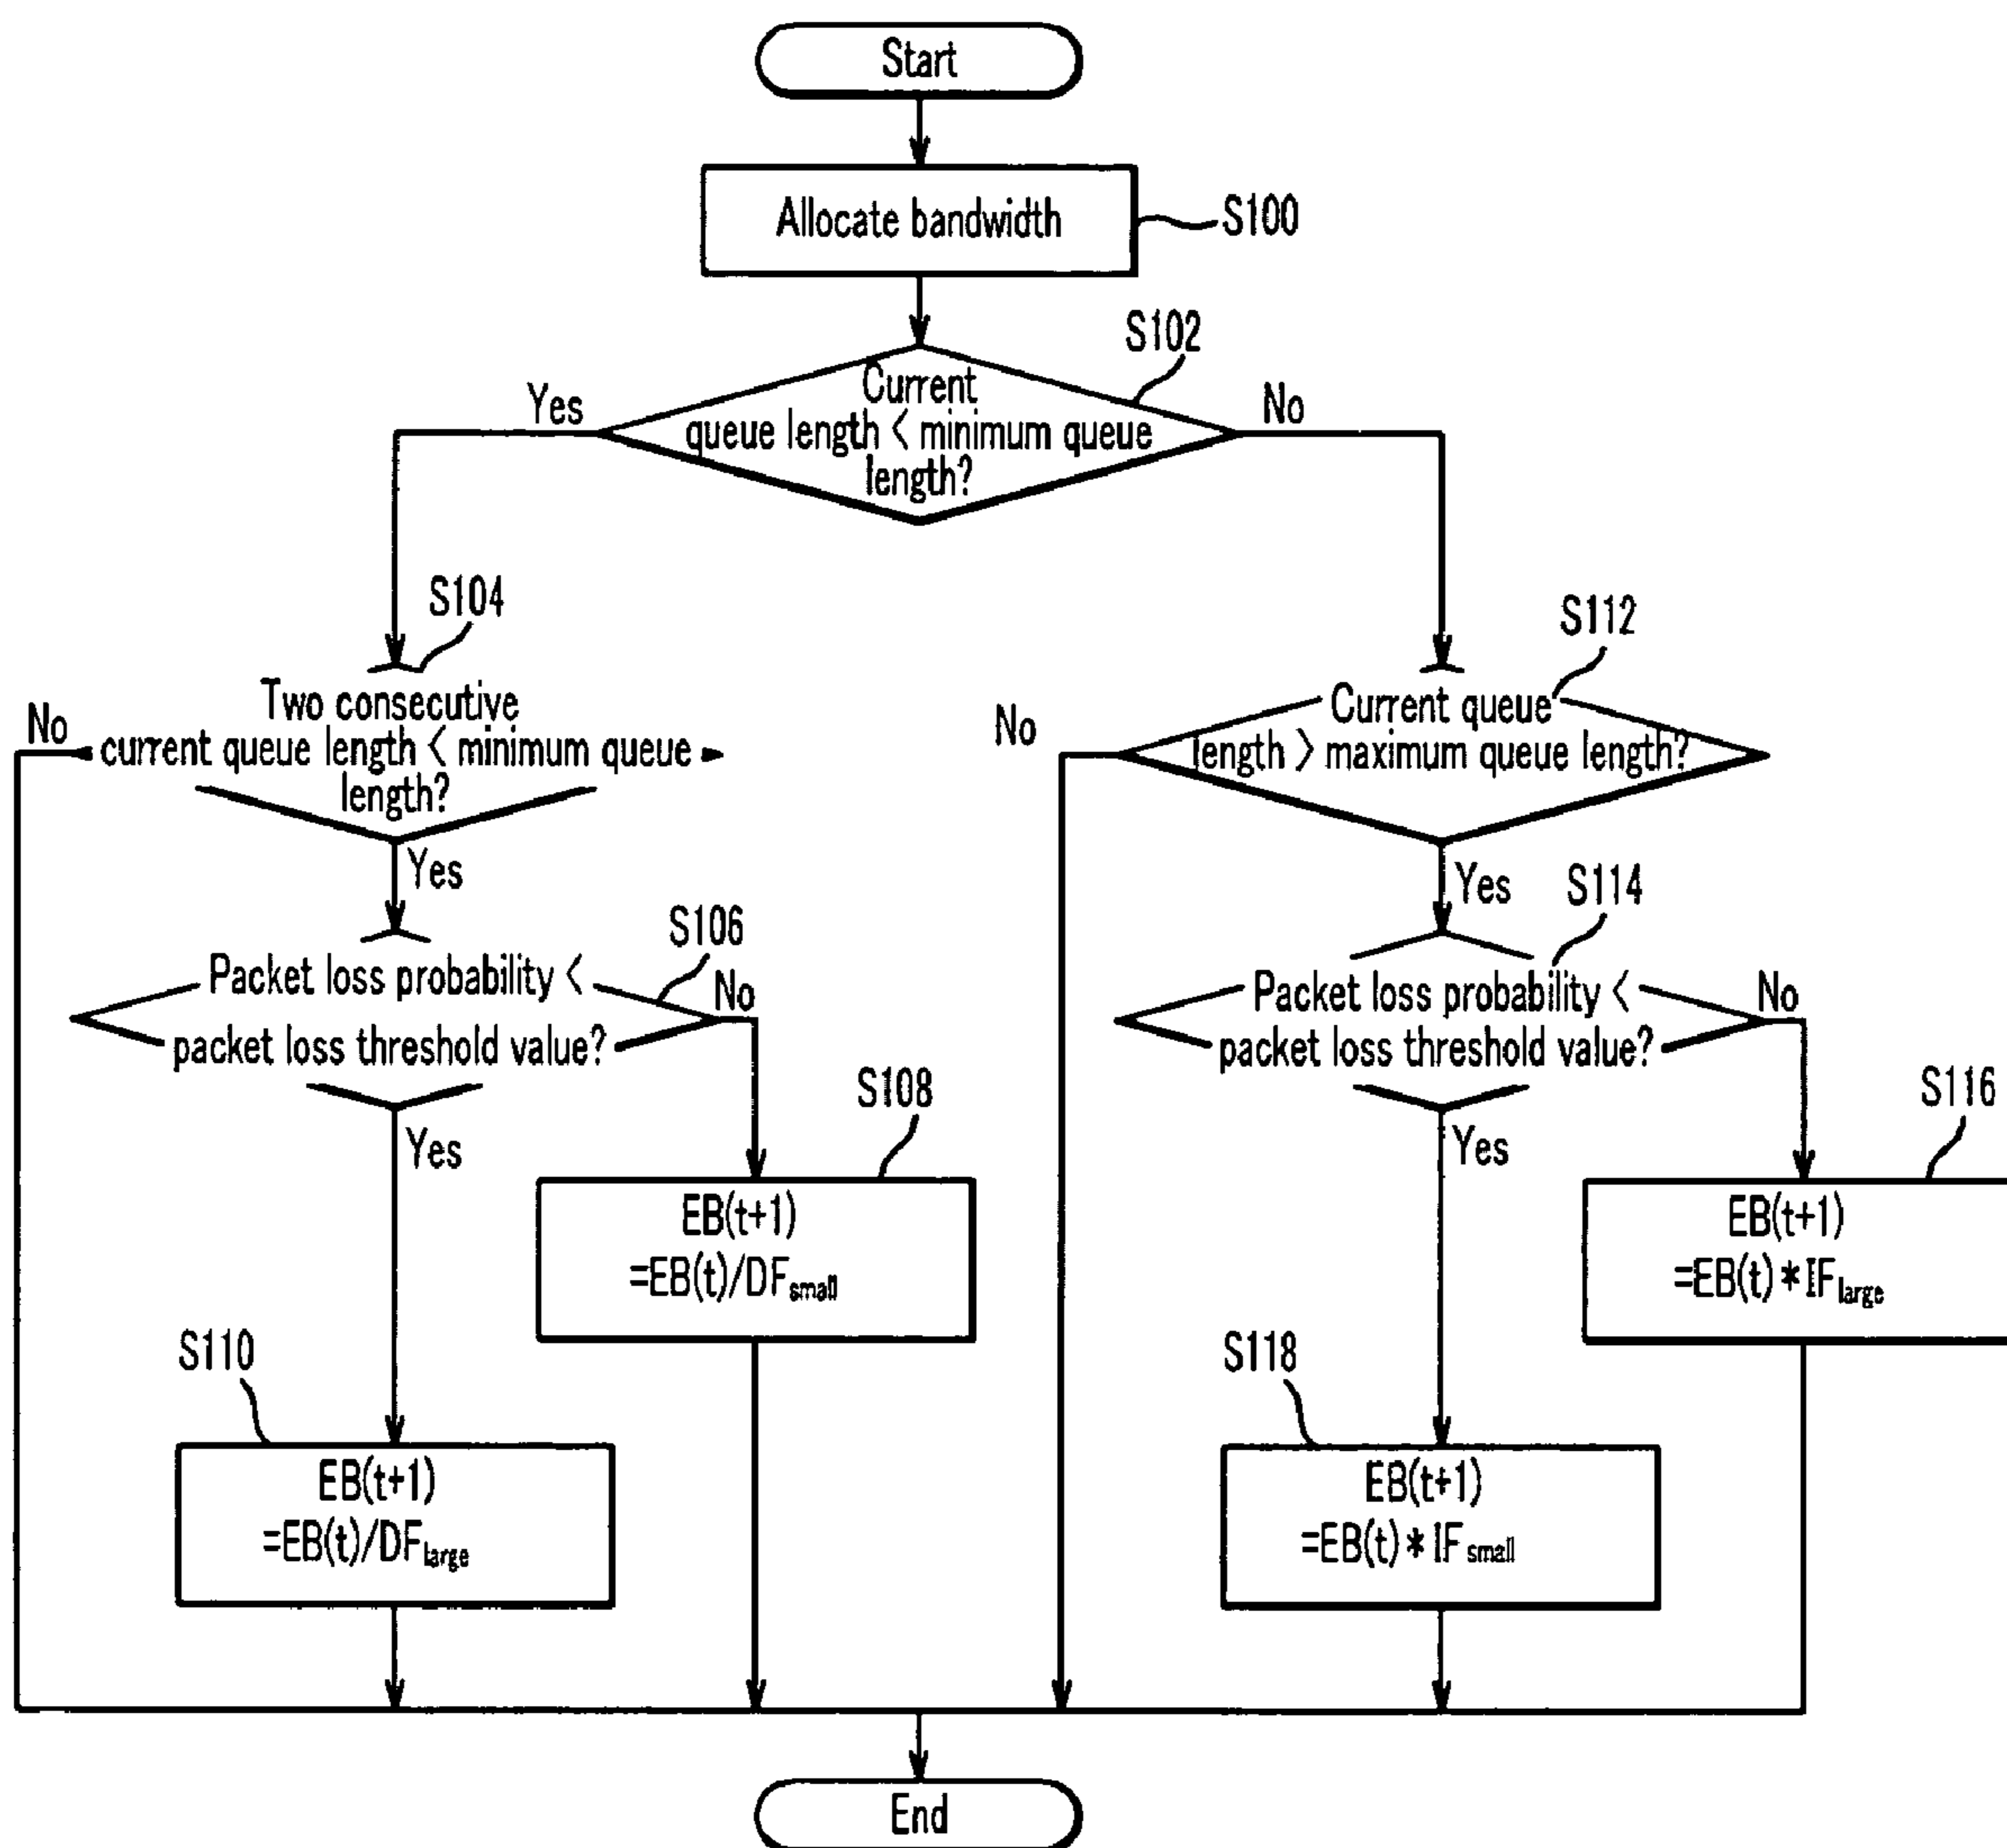 Start
Allocate bandwidth
S100
S102
Current
queue length < minimum queue
length?
Yes
No
S104
Two consecutive
current queue length < minimum queue
length?
No
Yes
S112
Current queue
length > maximum queue length?
No
Yes
S106
Packet loss probability <
packet loss threshold value?
No
Yes
S114
Packet loss probability <
packet loss threshold value?
No
Yes
S108
EB(t+1)
=EB(t)/DFsmall
S116
EB(t+1)
=EB(t)*IFlarge
S110
EB(t+1)
=EB(t)/DFlarge
S118
EB(t+1)
=EB(t)*IFsmall
End